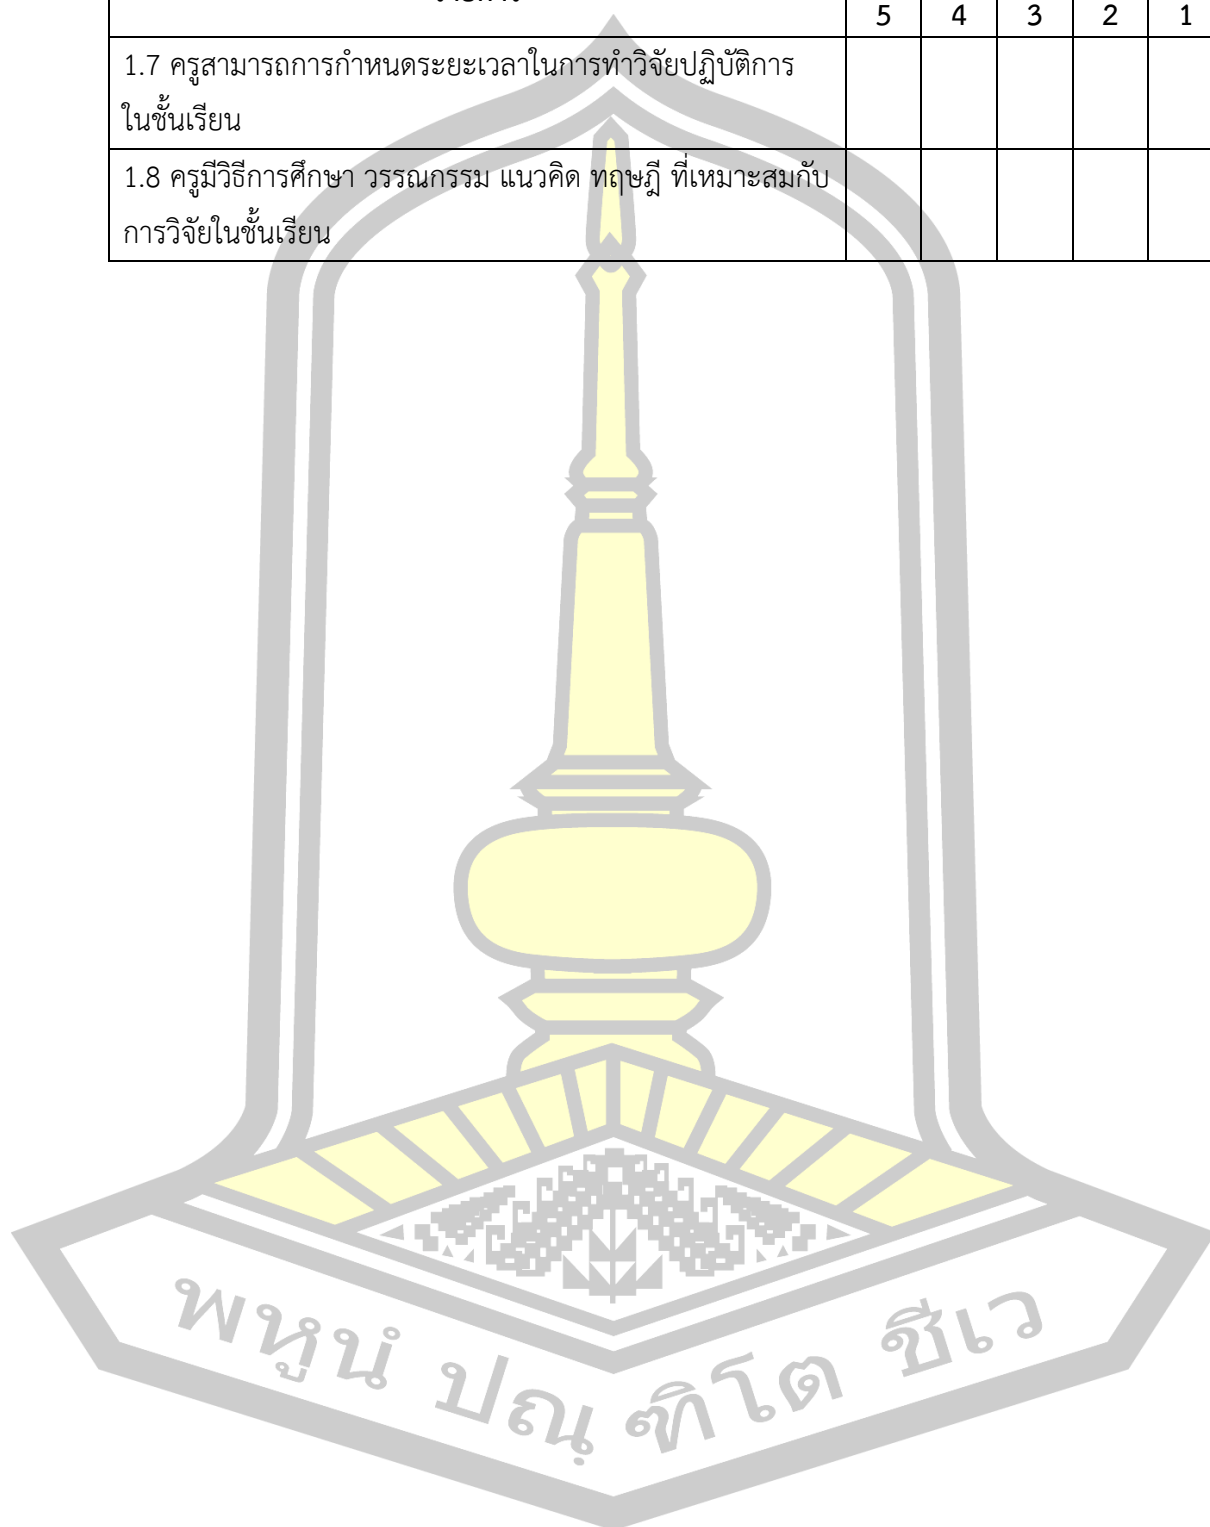 5 4 3 2 1
1.7 ครูสามารถการกำหนดระยะเวลาในการทำวิจัยปฏิบัติการ
ในชั้นเรียน
1.8 ครูมีวิธีการศึกษา วรรณกรรม แนวคิด ทฤษฎี ที่เหมาะสมกับ
การวิจัยในชั้นเรียน
พหูนํ ปณฺฑิโต ชีเว